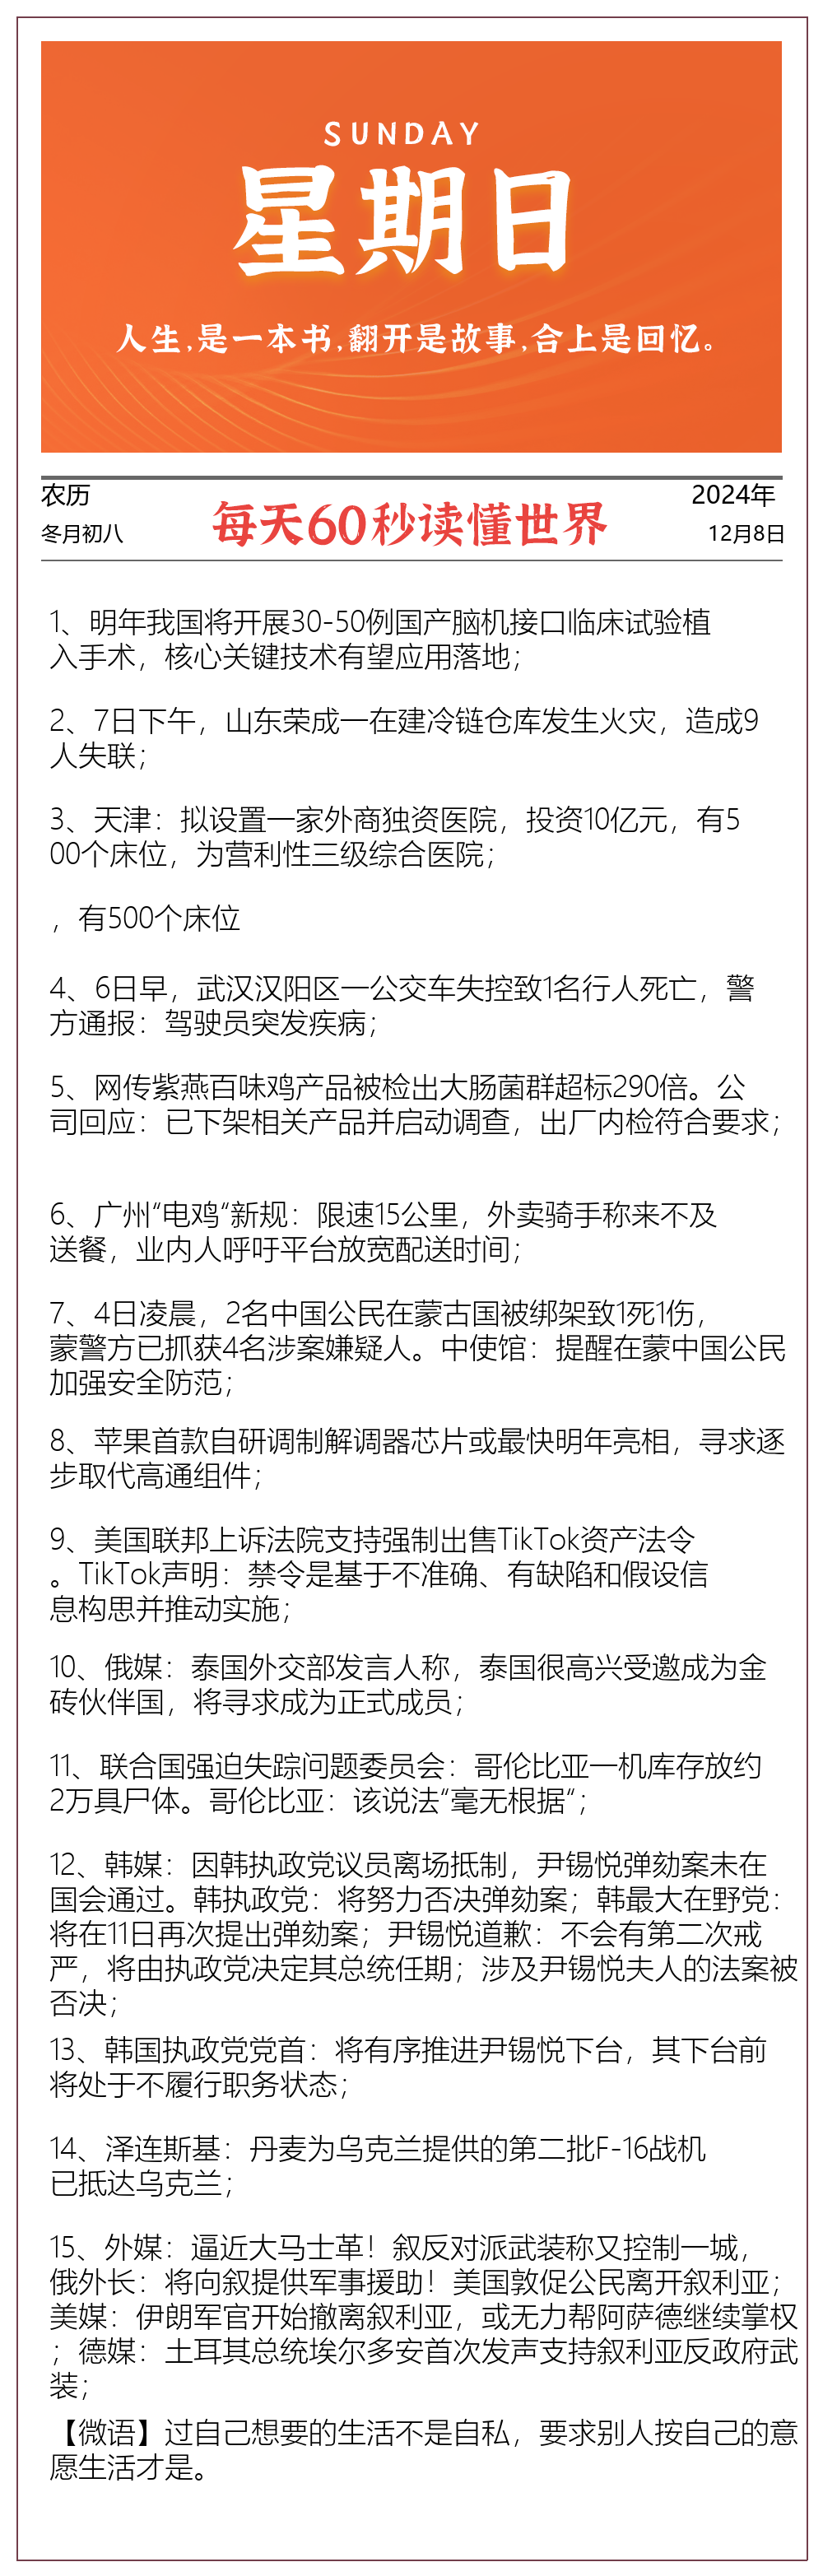 SUNDAY
星期日
人生,是一本书,翻开是故事,合上是回忆。
农历
2024年
每天60秒读懂世界
冬月初八
12月8日
1、明年我国将开展30-50例国产脑机接口临床试验植
入手术，核心关键技术有望应用落地；
2、7日下午，山东荣成一在建冷链仓库发生火灾，造成9
人失联；
3、天津：拟设置一家外商独资医院，投资10亿元，有5
00个床位，为营利性三级综合医院；
，有500个床位
4、6日早，武汉汉阳区一公交车失控致1名行人死亡，警
方通报：驾驶员突发疾病；
5、网传紫燕百味鸡产品被检出大肠菌群超标290倍。公
司回应：已下架相关产品并启动调查，出厂内检符合要求；
6、广州“电鸡“新规：限速15公里，外卖骑手称来不及
送餐，业内人呼吁平台放宽配送时间；
7、4日凌晨，2名中国公民在蒙古国被绑架致1死1伤，
蒙警方已抓获4名涉案嫌疑人。中使馆：提醒在蒙中国公民
加强安全防范；
8、苹果首款自研调制解调器芯片或最快明年亮相，寻求逐
步取代高通组件；
9、美国联邦上诉法院支持强制出售TikTok资产法令
。TikTok声明：禁令是基于不准确、有缺陷和假设信
息构思并推动实施；
10、俄媒：泰国外交部发言人称，泰国很高兴受邀成为金
砖伙伴国，将寻求成为正式成员；
11、联合国强迫失踪问题委员会：哥伦比亚一机库存放约
2万具尸体。哥伦比亚：该说法“毫无根据“；
12、韩媒：因韩执政党议员离场抵制，尹锡悦弹劾案未在
国会通过。韩执政党：将努力否决弹劾案；韩最大在野党：
将在11日再次提出弹劾案；尹锡悦道歉：不会有第二次戒
严，将由执政党决定其总统任期；涉及尹锡悦夫人的法案被
否决；
13、韩国执政党党首：将有序推进尹锡悦下台，其下台前
将处于不履行职务状态；
14、泽连斯基：丹麦为乌克兰提供的第二批F-16战机
已抵达乌克兰；
15、外媒：逼近大马士革！叙反对派武装称又控制一城，
俄外长：将向叙提供军事援助！美国敦促公民离开叙利亚；
美媒：伊朗军官开始撤离叙利亚，或无力帮阿萨德继续掌权
；德媒：土耳其总统埃尔多安首次发声支持叙利亚反政府武
装；
【微语】过自己想要的生活不是自私，要求别人按自己的意
愿生活才是。